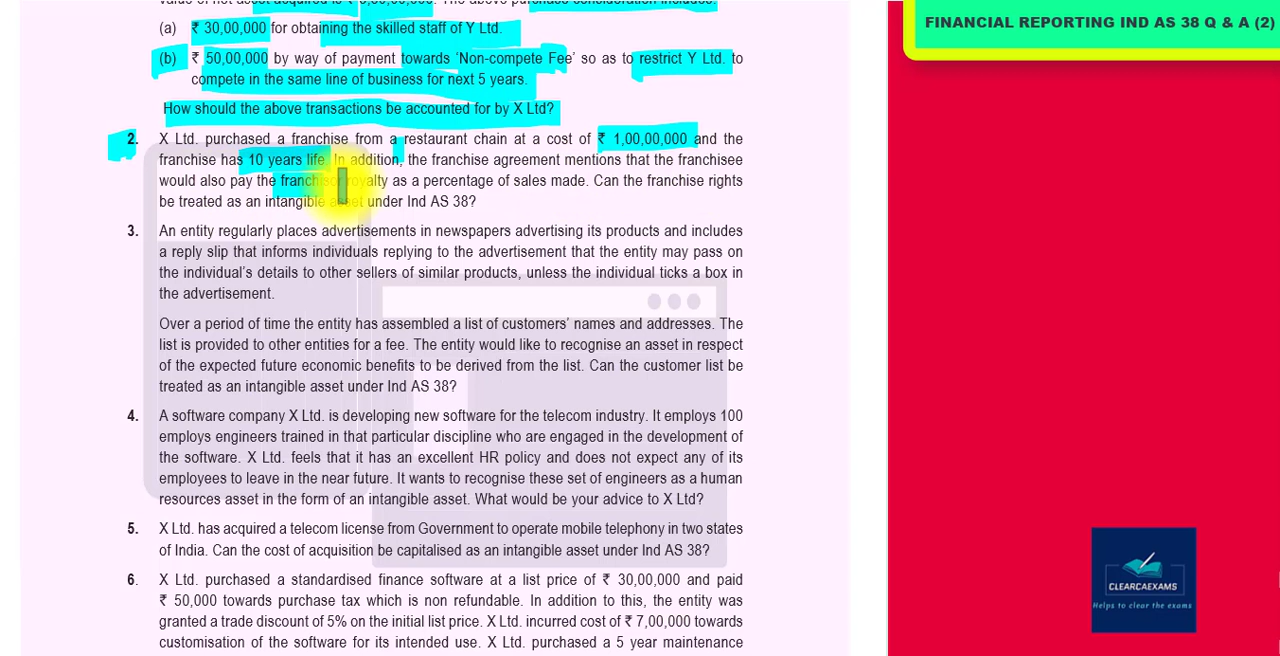 value of net asset acquired is ₹
The above purchase consideration includes:
(a) ₹ 30,00,000 for obtaining the skilled staff of Y Ltd.
(b) ₹ 50,00,000 by way of payment towards ‘Non-compete Fee’ so as to restrict Y Ltd. to
compete in the same line of business for next 5 years.
How should the above transactions be accounted for by X Ltd?
2. X Ltd. purchased a franchise from a restaurant chain at a cost of ₹ 1,00,00,000 and the
franchise has 10 years life. In addition, the franchise agreement mentions that the franchisee
would also pay the franchisor royalty as a percentage of sales made. Can the franchise rights
be treated as an intangible asset under Ind AS 38?
3. An entity regularly places advertisements in newspapers advertising its products and includes
a reply slip that informs individuals replying to the advertisement that the entity may pass on
the individual’s details to other sellers of similar products, unless the individual ticks a box in
the advertisement.
Over a period of time the entity has assembled a list of customers’ names and addresses. The
list is provided to other entities for a fee. The entity would like to recognise an asset in respect
of the expected future economic benefits to be derived from the list. Can the customer list be
treated as an intangible asset under Ind AS 38?
4. A software company X Ltd. is developing new software for the telecom industry. It employs 100
employs engineers trained in that particular discipline who are engaged in the development of
the software. X Ltd. feels that it has an excellent HR policy and does not expect any of its
employees to leave in the near future. It wants to recognise these set of engineers as a human
resources asset in the form of an intangible asset. What would be your advice to X Ltd?
5. X Ltd. has acquired a telecom license from Government to operate mobile telephony in two states
of India. Can the cost of acquisition be capitalised as an intangible asset under Ind AS 38?
6. X Ltd. purchased a standardised finance software at a list price of ₹ 30,00,000 and paid
₹ 50,000 towards purchase tax which is non refundable. In addition to this, the entity was
granted a trade discount of 5% on the initial list price. X Ltd. incurred cost of ₹ 7,00,000 towards
customisation of the software for its intended use. X Ltd. purchased a 5 year maintenance
FINANCIAL REPORTING IND AS 38 Q & A (2)
CLEARCAEXAMS
Helps to clear the exams